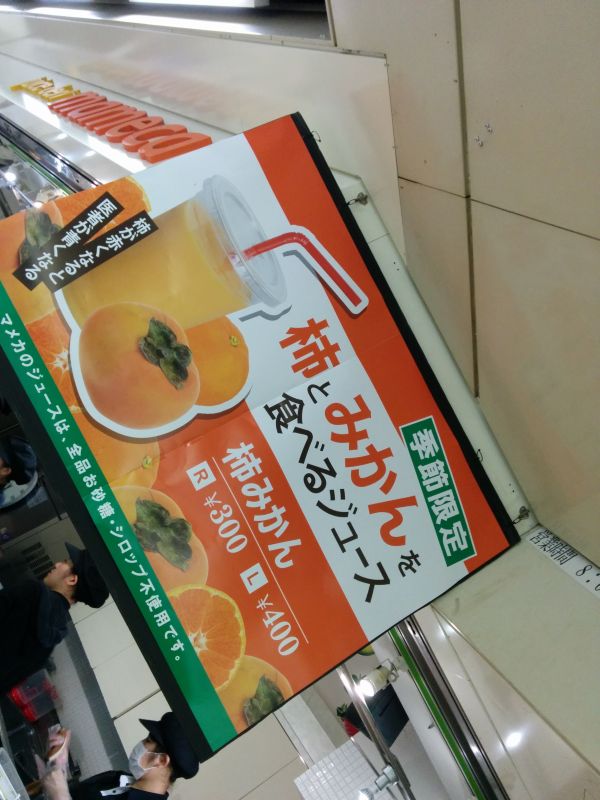 nameca
季節限定
柿とみかんを
食べるジュース
柿みかん
R ¥300 L ¥400
柿が赤くなると
医者が青くなる
マメカのジュースは、全品お砂糖・シロップ不使用です。